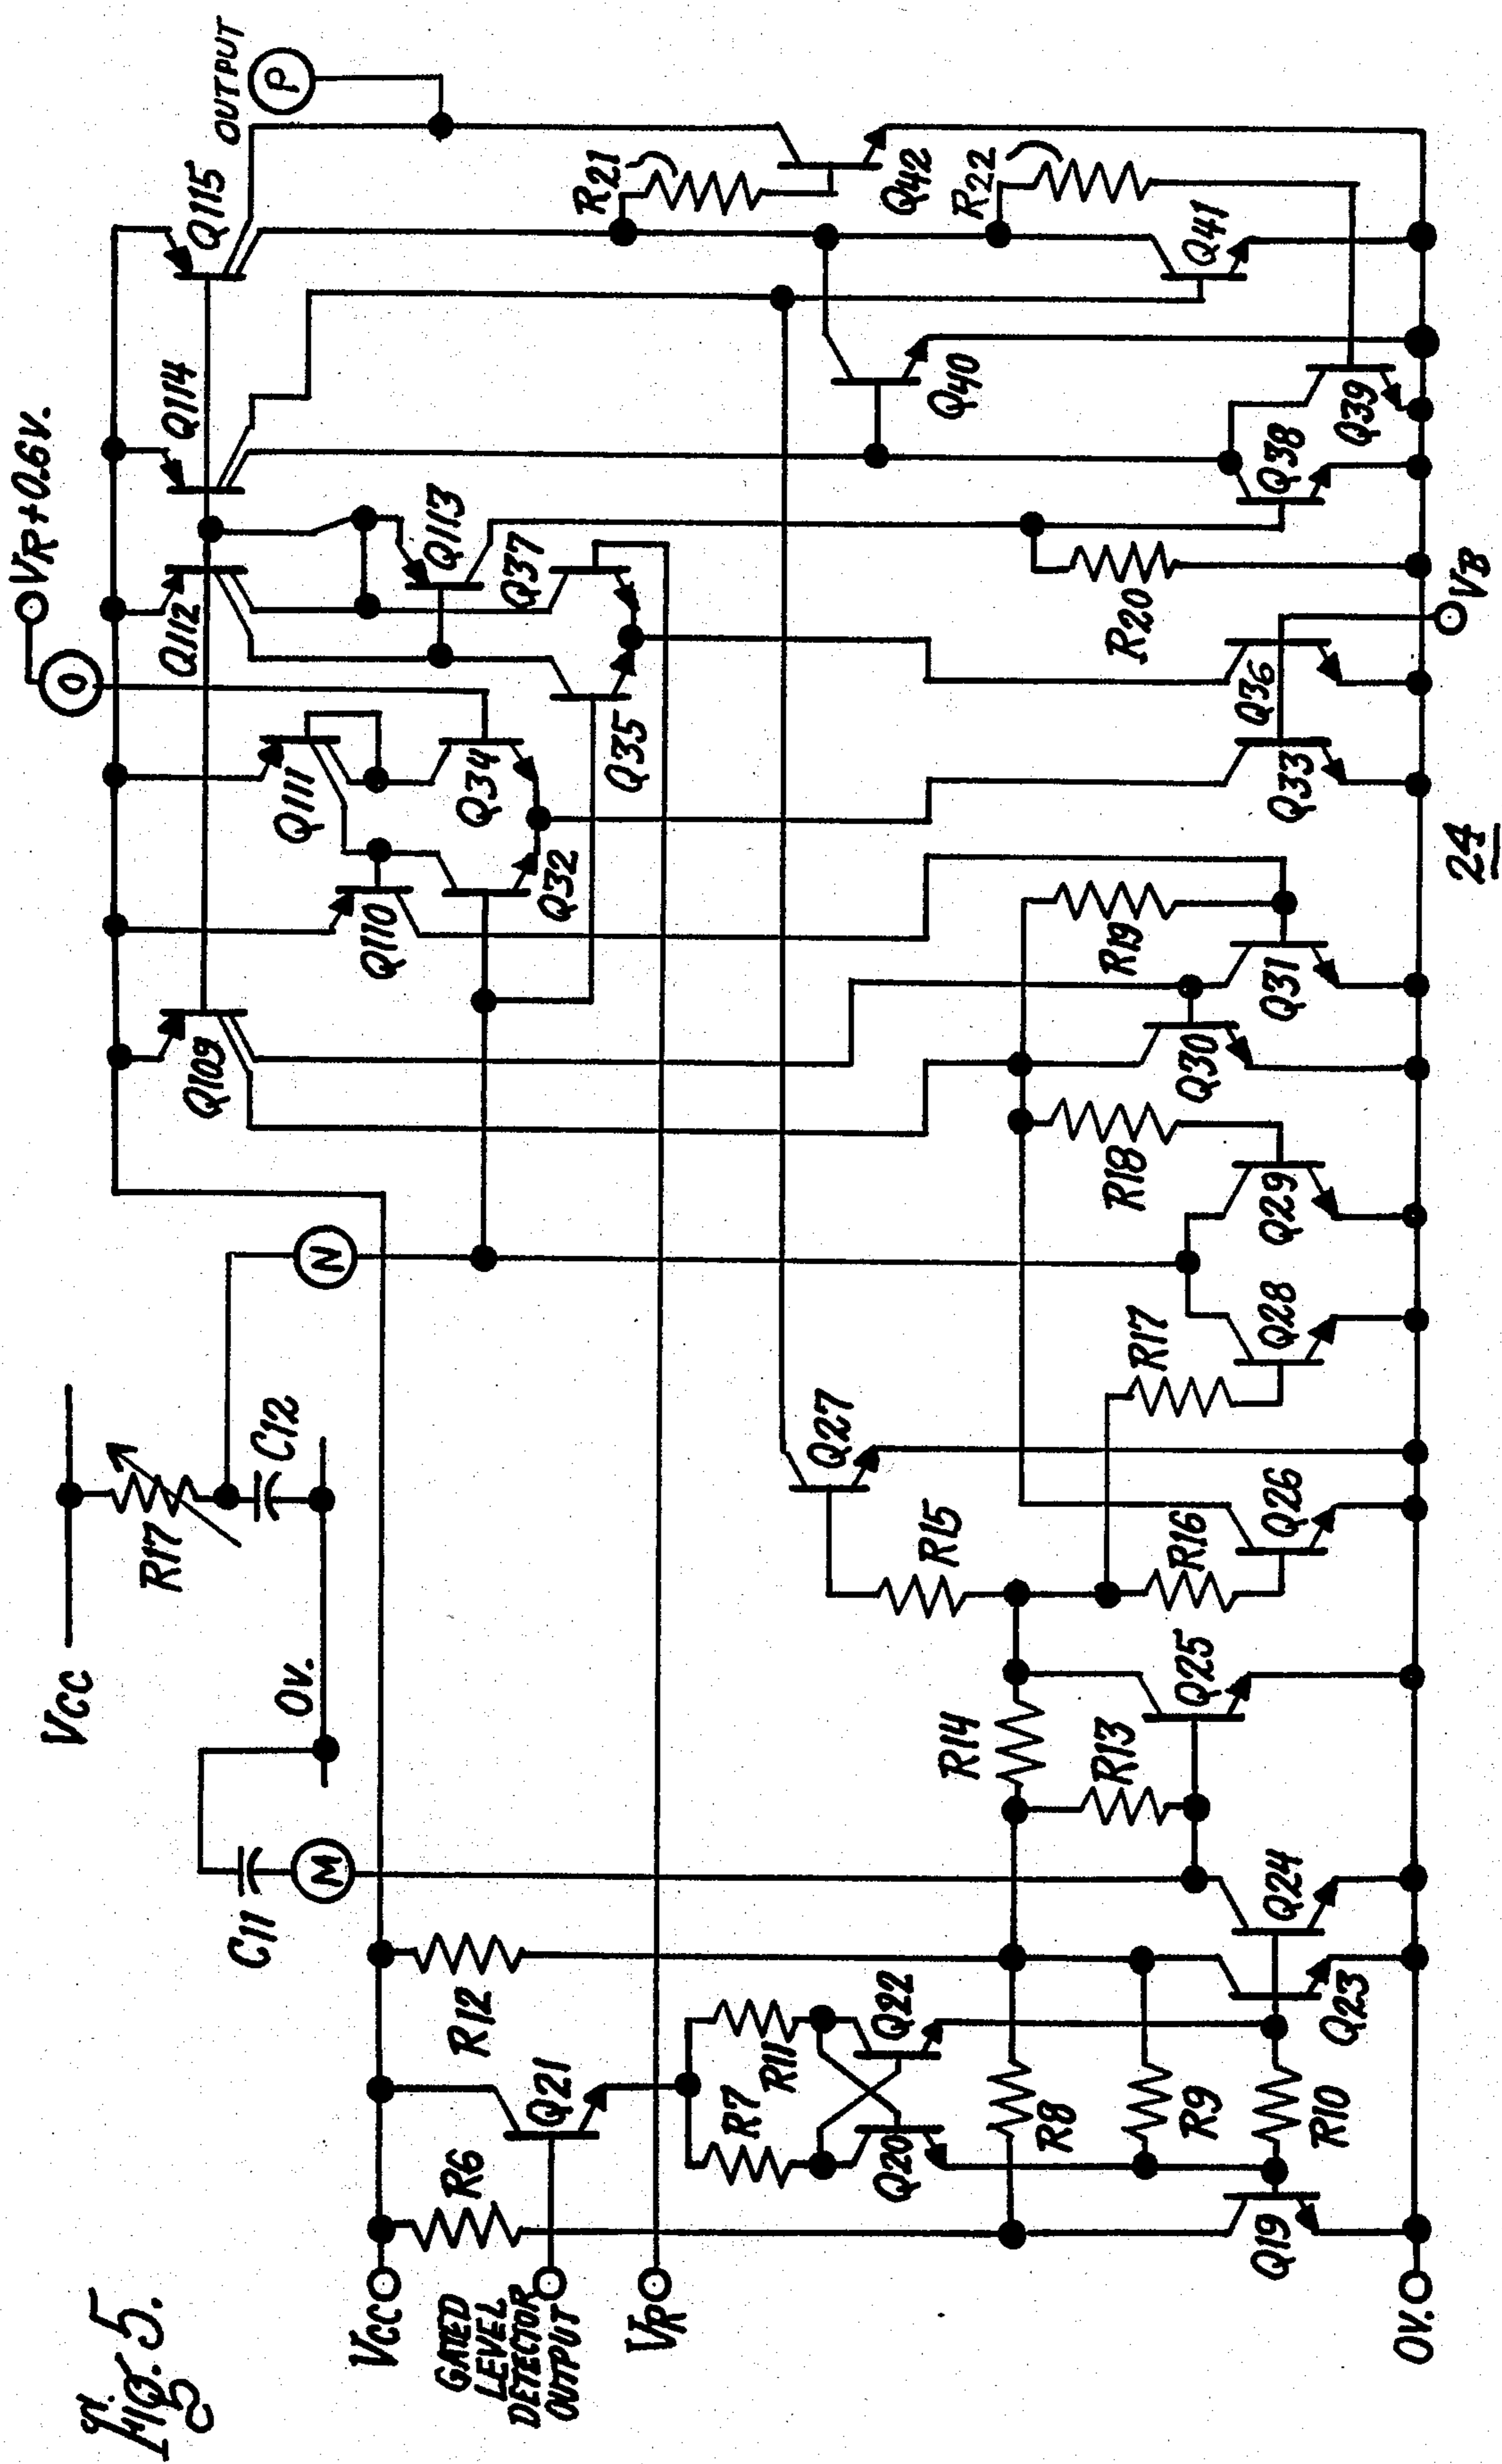 Fig. 5.
VCC
GATED
LEVEL
DETECTOR
OUTPUT
VR
0V.
R6
Q21
R12
R7
R11
Q20
Q22
R8
R9
R10
Q19
Q23
Q24
C11
M
0V.
VCC
R17
C12
N
R14
R13
Q25
R15
R16
Q26
Q27
R17
Q28
Q29
R18
Q30
Q31
R19
Q109
Q110
Q111
Q32
Q34
Q33
Q35
Q36
Q37
O
VR+0.6V.
Q112
Q113
Q114
Q115
R20
VB
Q38
Q39
Q40
Q41
R22
Q42
R21
OUTPUT
P
24